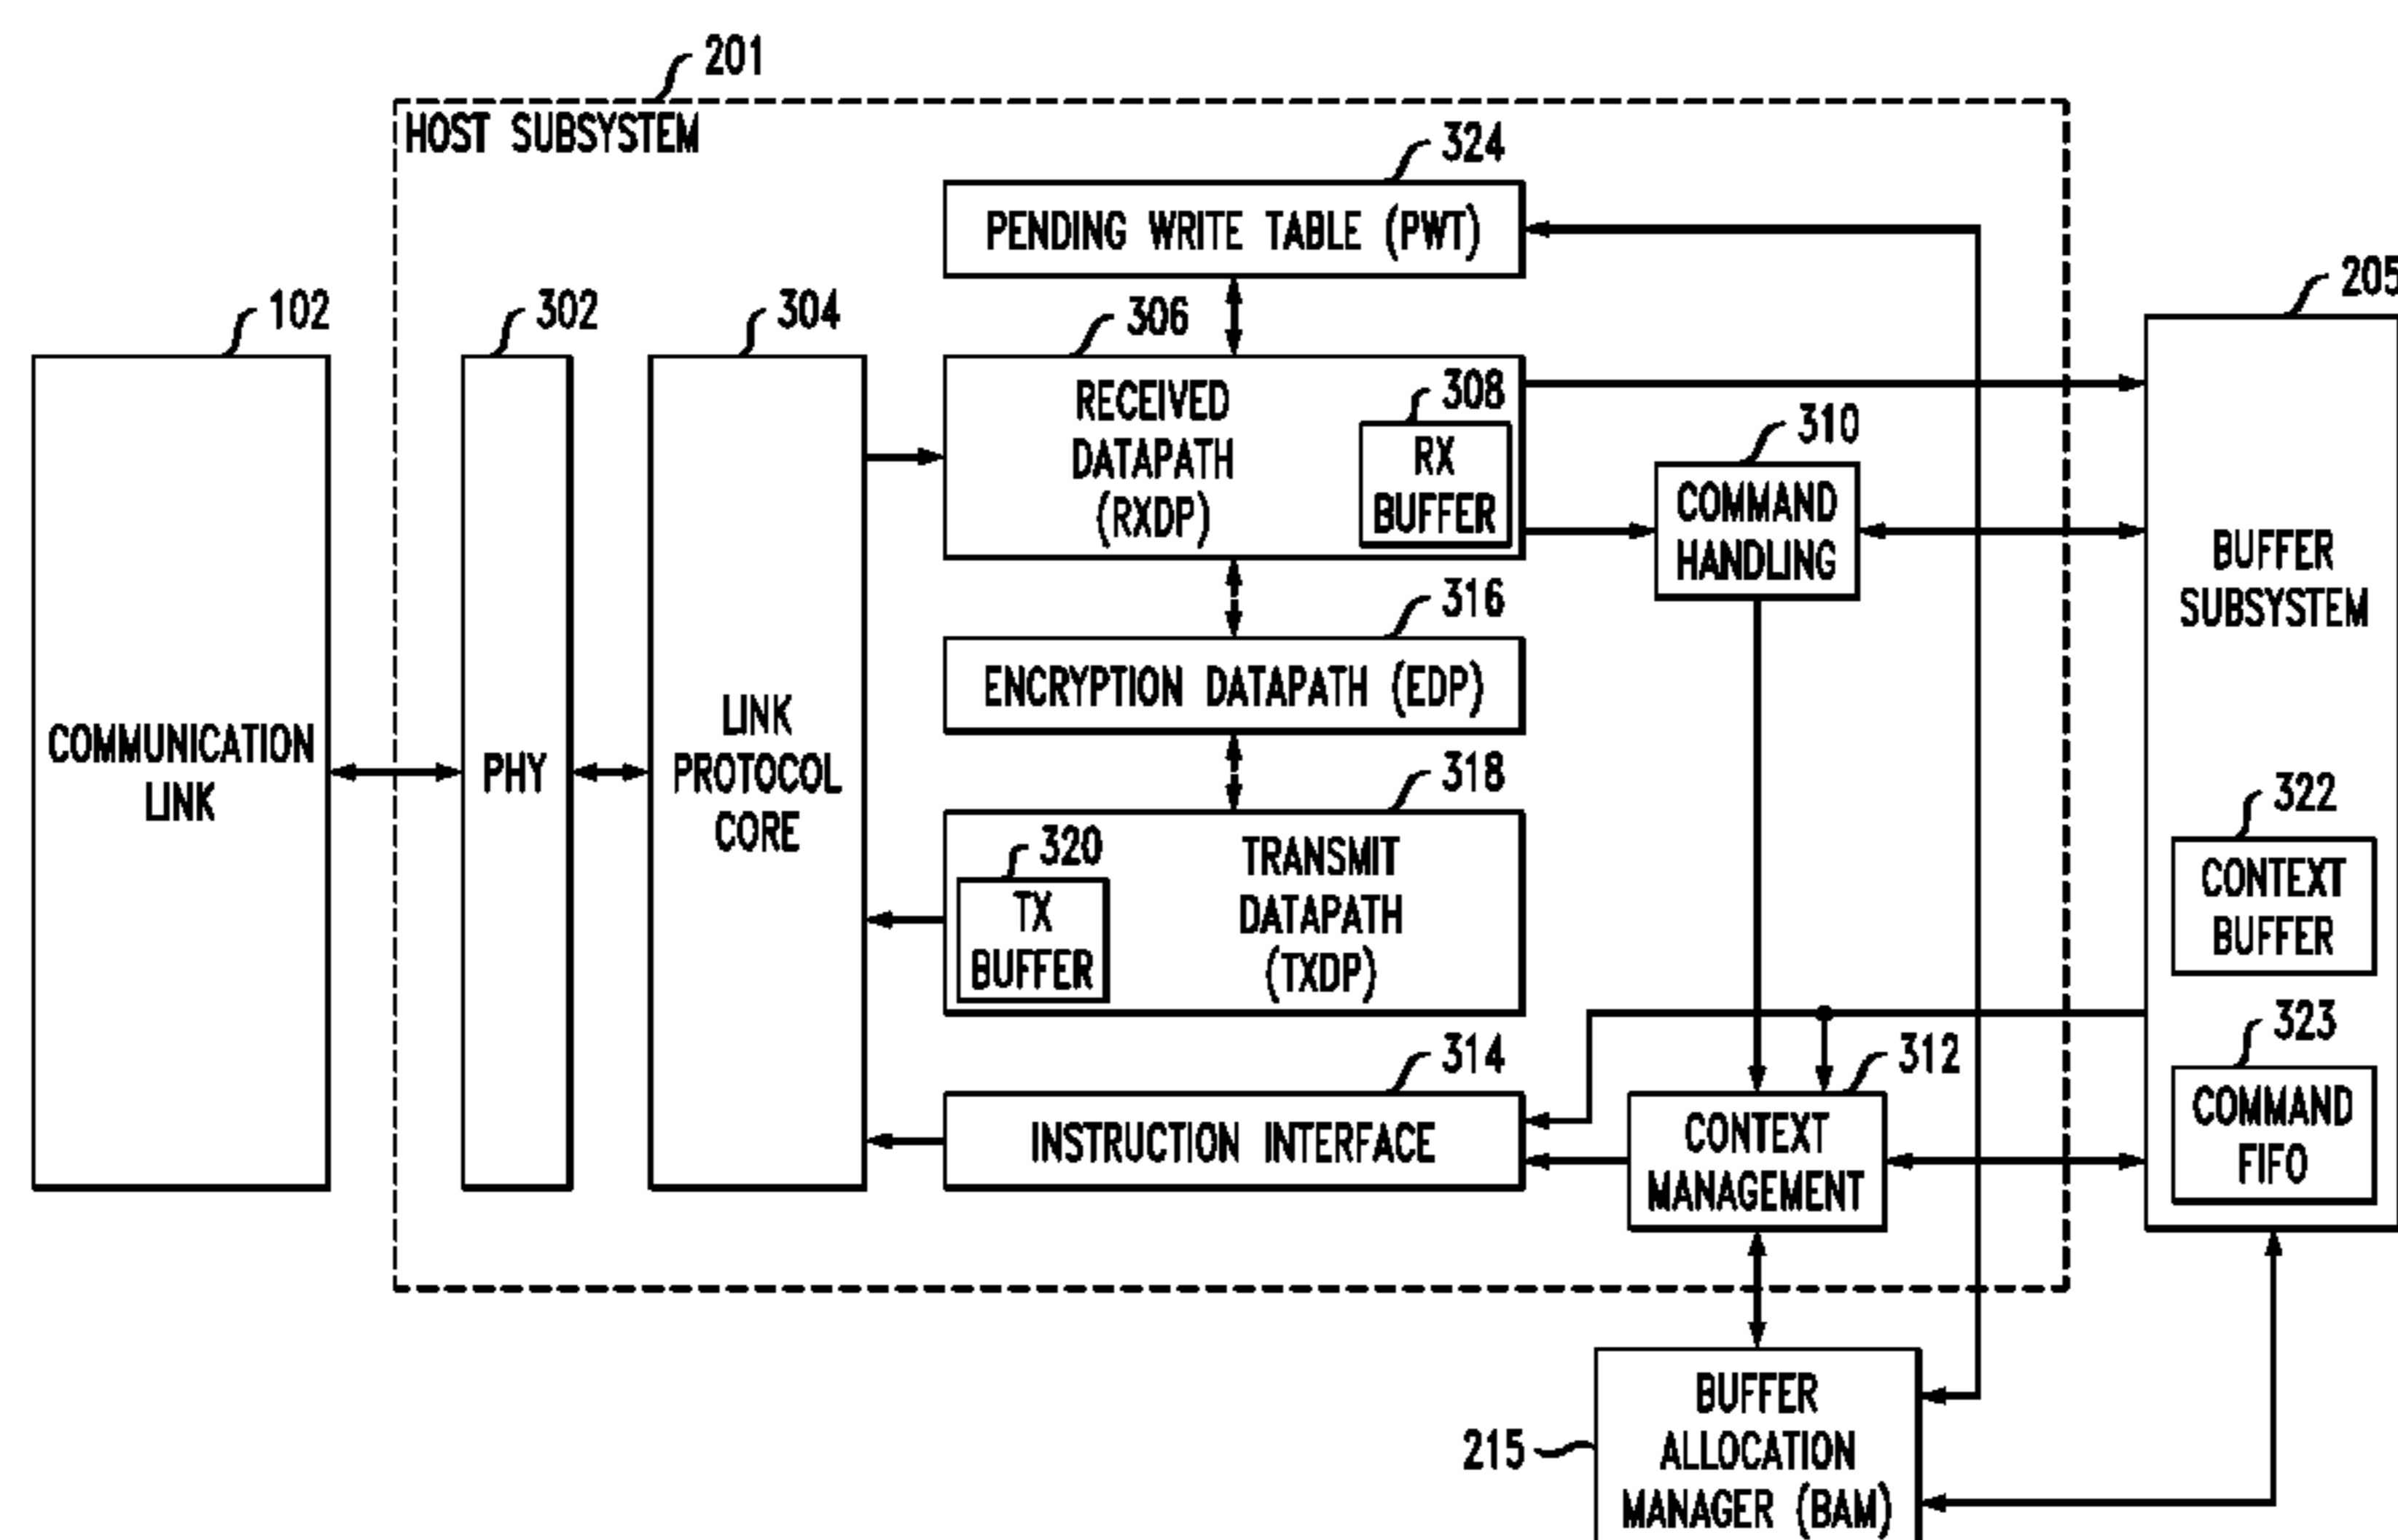 201
HOST SUBSYSTEM
324
PENDING WRITE TABLE (PWT)
102
302
304
306
205
RECEIVED
DATAPATH
(RXDP)
308
RX
BUFFER
310
COMMAND
HANDLING
BUFFER
SUBSYSTEM
316
ENCRYPTION DATAPATH (EDP)
COMMUNICATION
LINK
PHY
LINK
PROTOCOL
CORE
318
320
TX
BUFFER
TRANSMIT
DATAPATH
(TXDP)
322
CONTEXT
BUFFER
314
INSTRUCTION INTERFACE
312
CONTEXT
MANAGEMENT
323
COMMAND
FIFO
215
BUFFER
ALLOCATION
MANAGER (BAM)